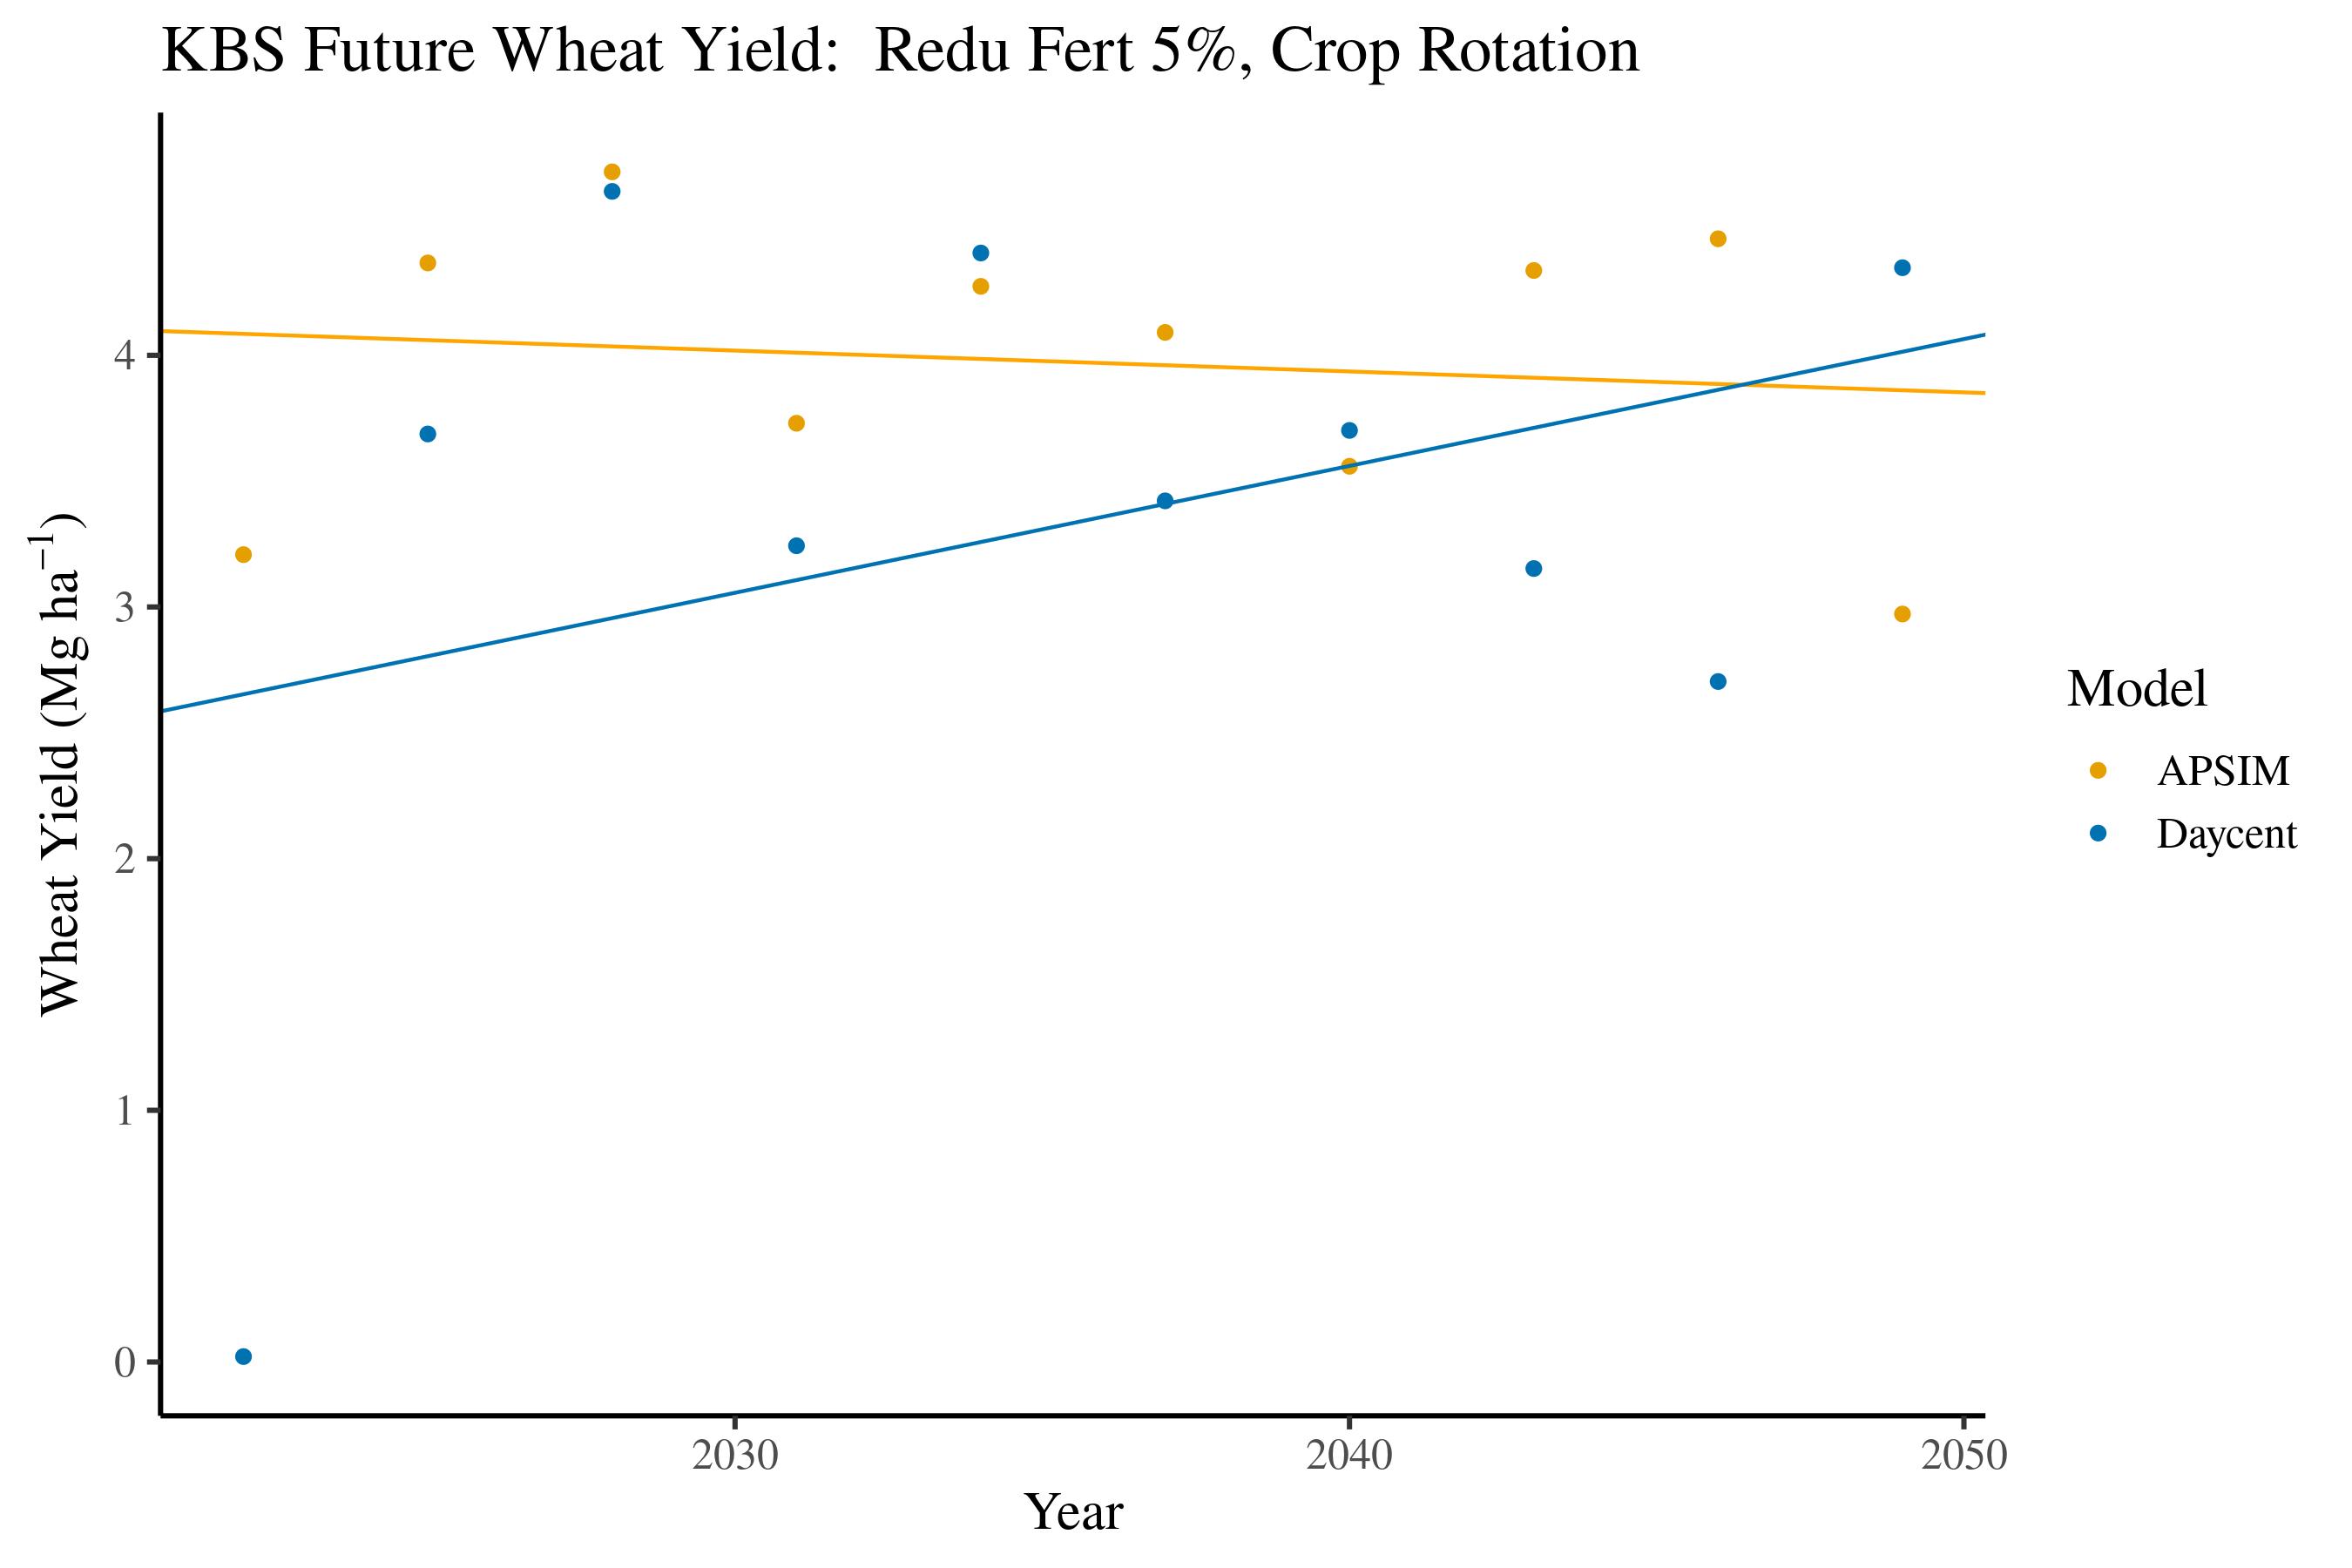 KBS Future Wheat Yield:  Redu Fert 5%, Crop Rotation
Wheat Yield (Mg ha⁻¹)
4
3
2
1
0
2030 2040 2050
Year
Model
APSIM
Daycent